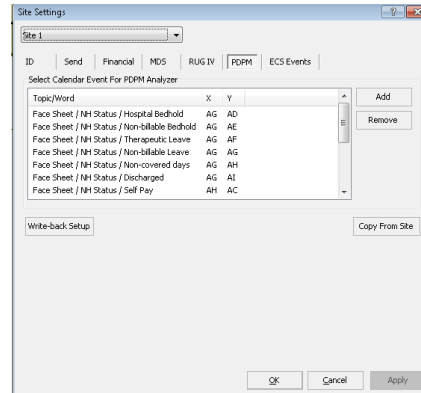 Site Settings
Site 1
ID Send Financial MDS RUG IV PDPM ECS Events
Select Calendar Event For PDPM Analyzer
Topic/Word X Y
Add
Face Sheet / NH Status / Hospital Bedhold AG AD
Face Sheet / NH Status / Non-billable Bedhold AG AE
Remove
Face Sheet / NH Status / Therapeutic Leave AG AF
Face Sheet / NH Status / Non-billable Leave AG AG
Face Sheet / NH Status / Non-covered days AG AH
Face Sheet / NH Status / Discharged AG AI
Face Sheet / NH Status / Self Pay AH AC
Write-back Setup Copy From Site
OK Cancel Apply